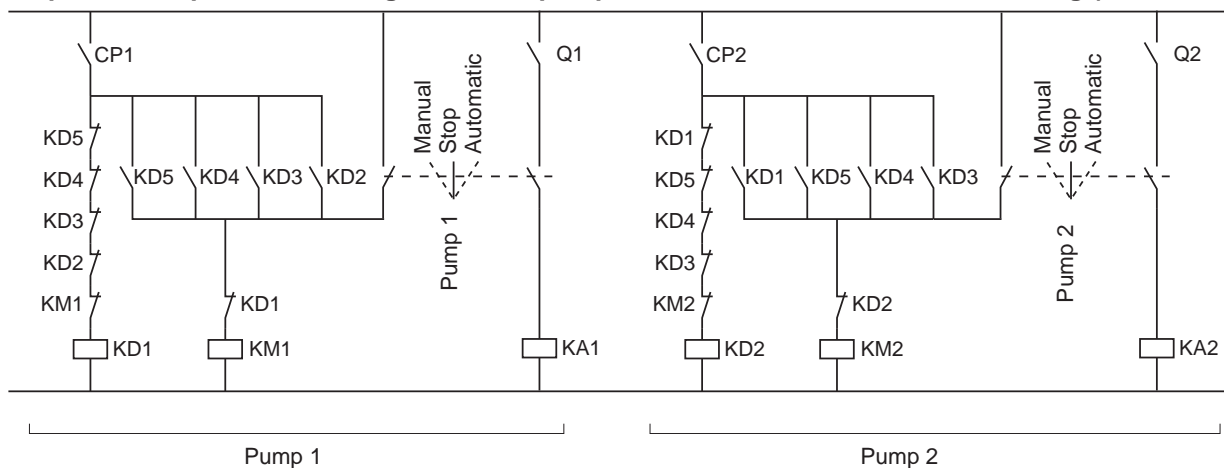 CP1
Q1
CP2
Q2
Manual
Stop
Automatic
Manual
Stop
Automatic
KD5
KD1
KD4
KD5
KD4
KD3
KD2
KD5
KD1
KD5
KD4
KD3
KD3
KD4
Pump 1
Pump 2
KD2
KD3
KM1
KD1
KM2
KD2
KD1
KM1
KA1
KD2
KM2
KA2
Pump 1
Pump 2